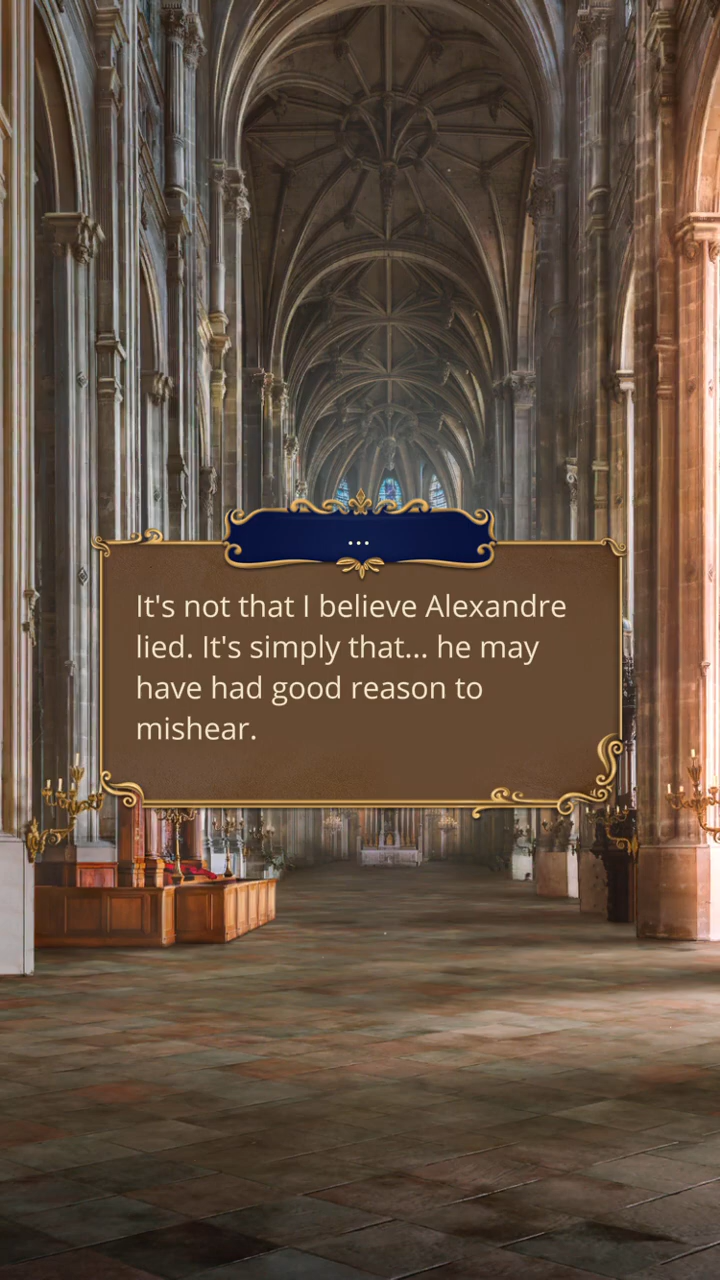 ...
It's not that I believe Alexandre
lied. It's simply that... he may
have had good reason to
mishear.